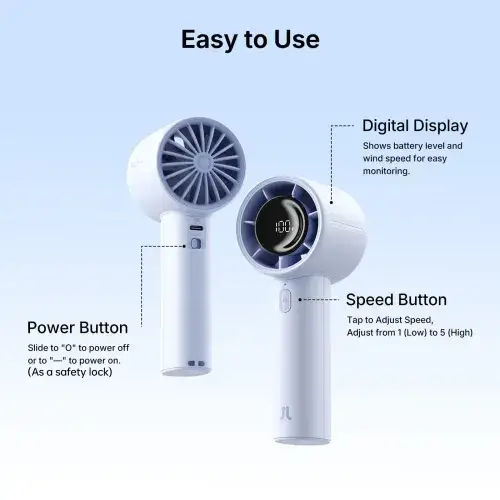 Easy to Use
Digital Display
Shows battery level and
wind speed for easy
monitoring.
100
Speed Button
Tap to Adjust Speed,
Adjust from 1 (Low) to 5 (High)
Power Button
Slide to "O" to power off
or to "—" to power on.
(As a safety lock)